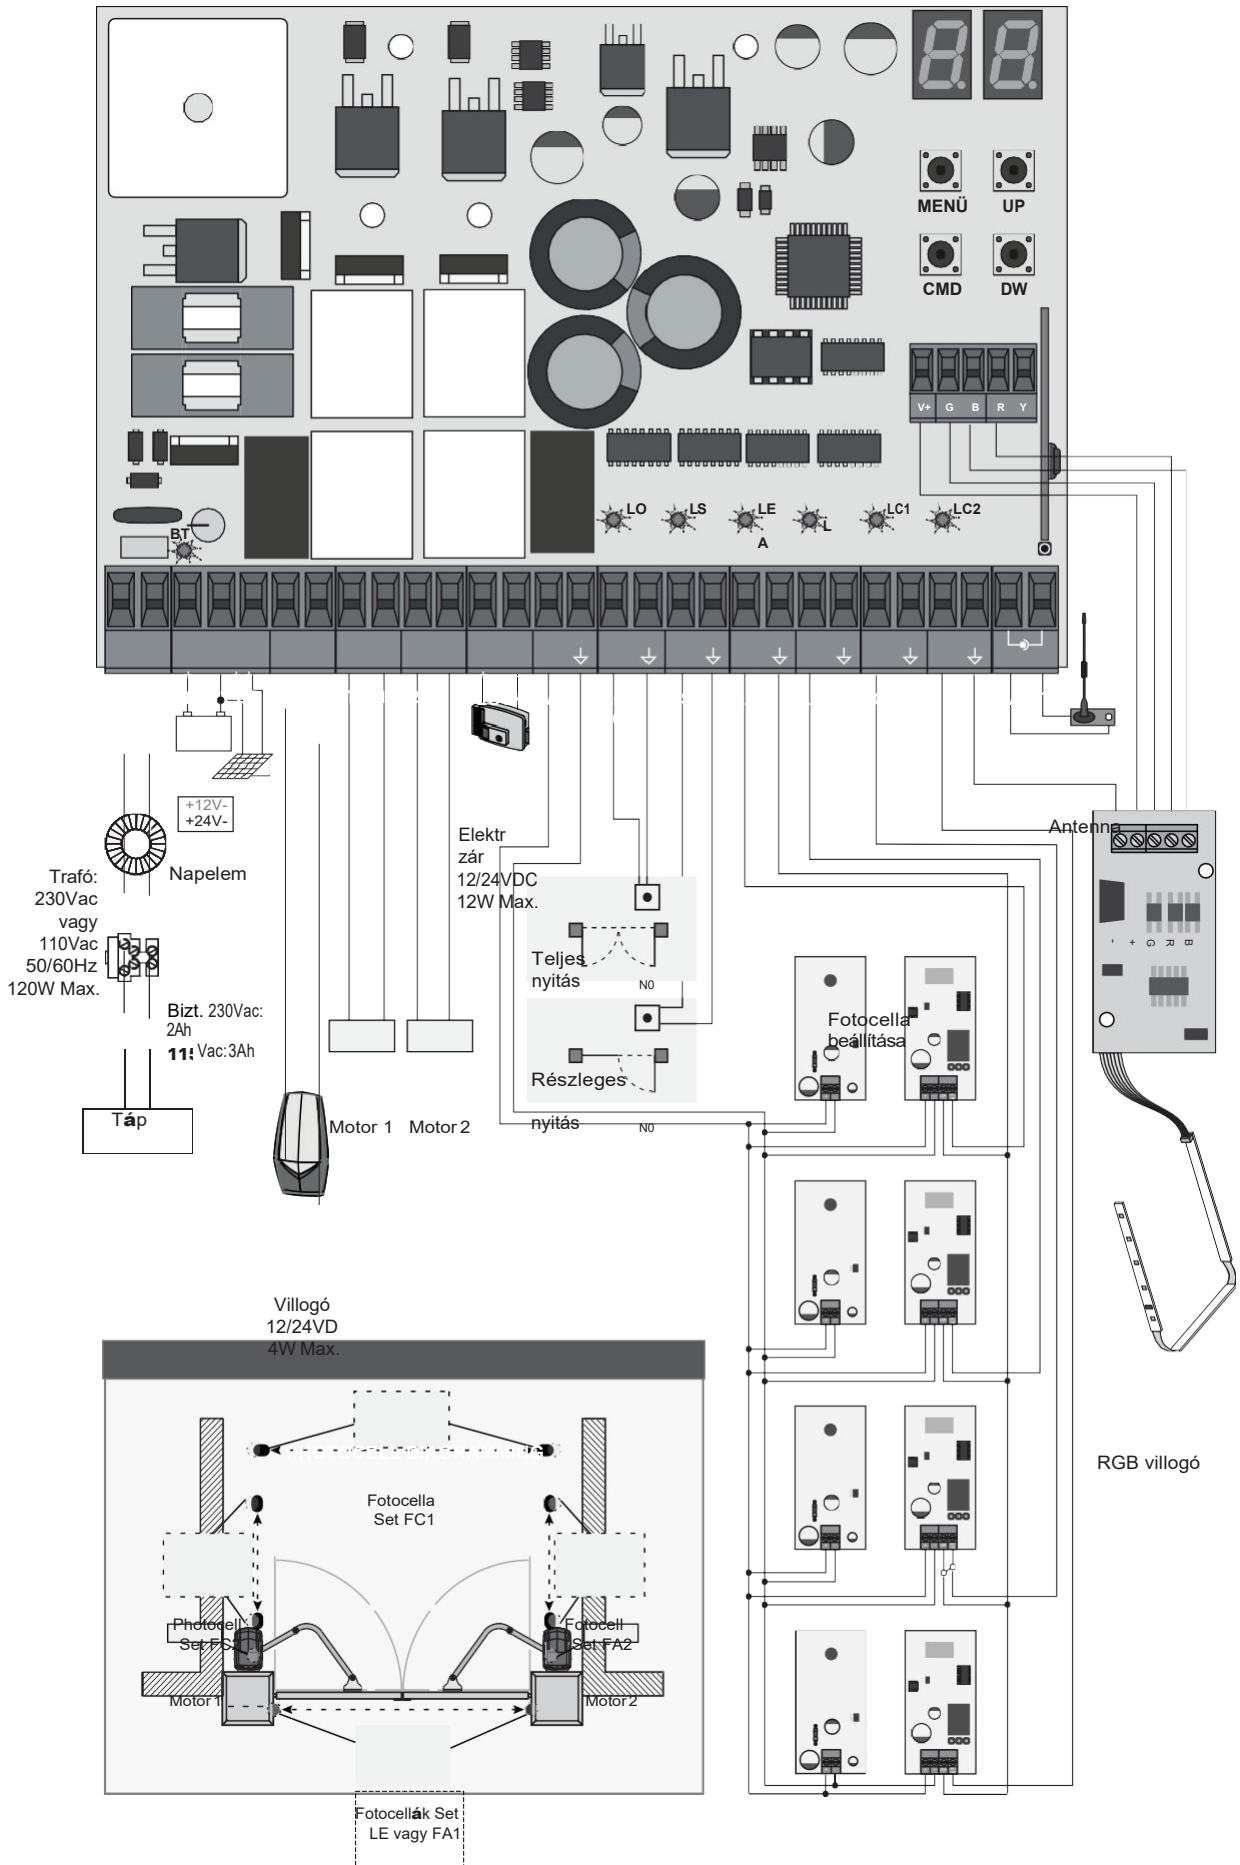 MENÜ UP
CMD DW
V+ G B R Y
LO LS LE L LC1 LC2
A
BT
+12V-
+24V-
Napelem
Trafó:
230Vac
vagy
110Vac
50/60Hz
120W Max.
Bizt. 230Vac:
2Ah
Vac:3Ah
Táp
Elektr
zár
12/24VDC
12W Max.
Teljes
nyitás N0
Részleges
nyitás N0
Motor 1 Motor 2
Antenna
- + G R B
Fotocella
beállítása
RGB villogó
Villogó
12/24VD
4W Max.
PHOTOCELL DIAGRAMMING
Fotocella
Set FC1
Photocell
Fotocell
Set FA2
Motor 1
Motor 2
Fotocellák Set
LE vagy FA1